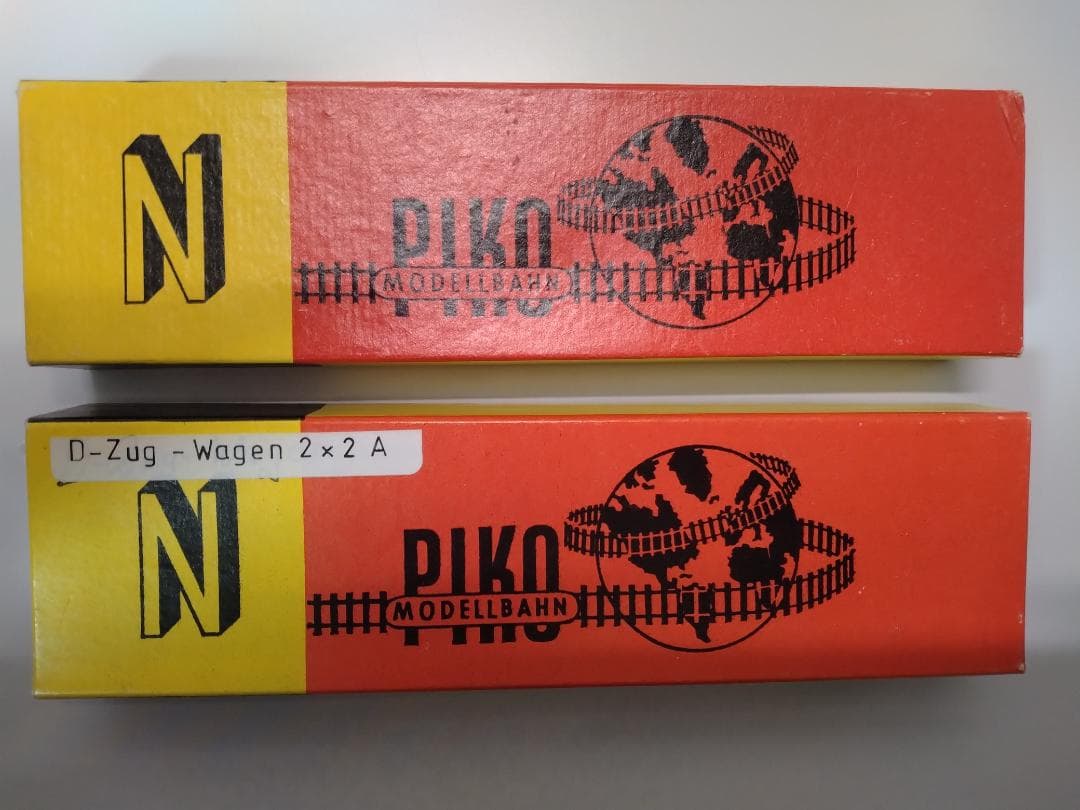 N
PIKO
MODELLBAHN
D-Zug - Wagen 2×2 A
N
PIKO
MODELLBAHN